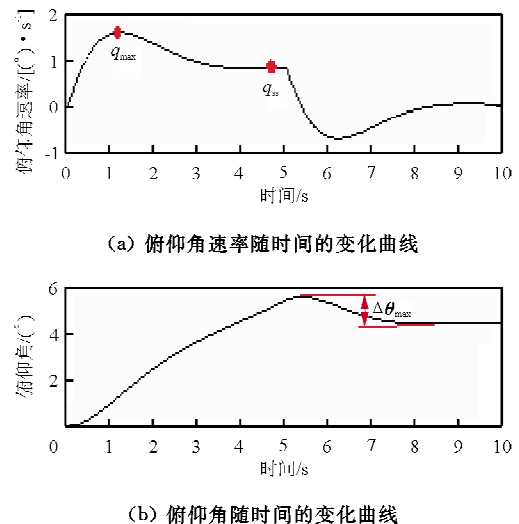 俯仰角速率/[(°)·s⁻¹]
2
1
0
-1
q_max
q_ss
0 1 2 3 4 5 6 7 8 9 10
时间/s
(a) 俯仰角速率随时间的变化曲线
俯仰角/(°)
6
4
2
Δθ_max
0 1 2 3 4 5 6 7 8 9 10
时间/s
(b) 俯仰角随时间的变化曲线